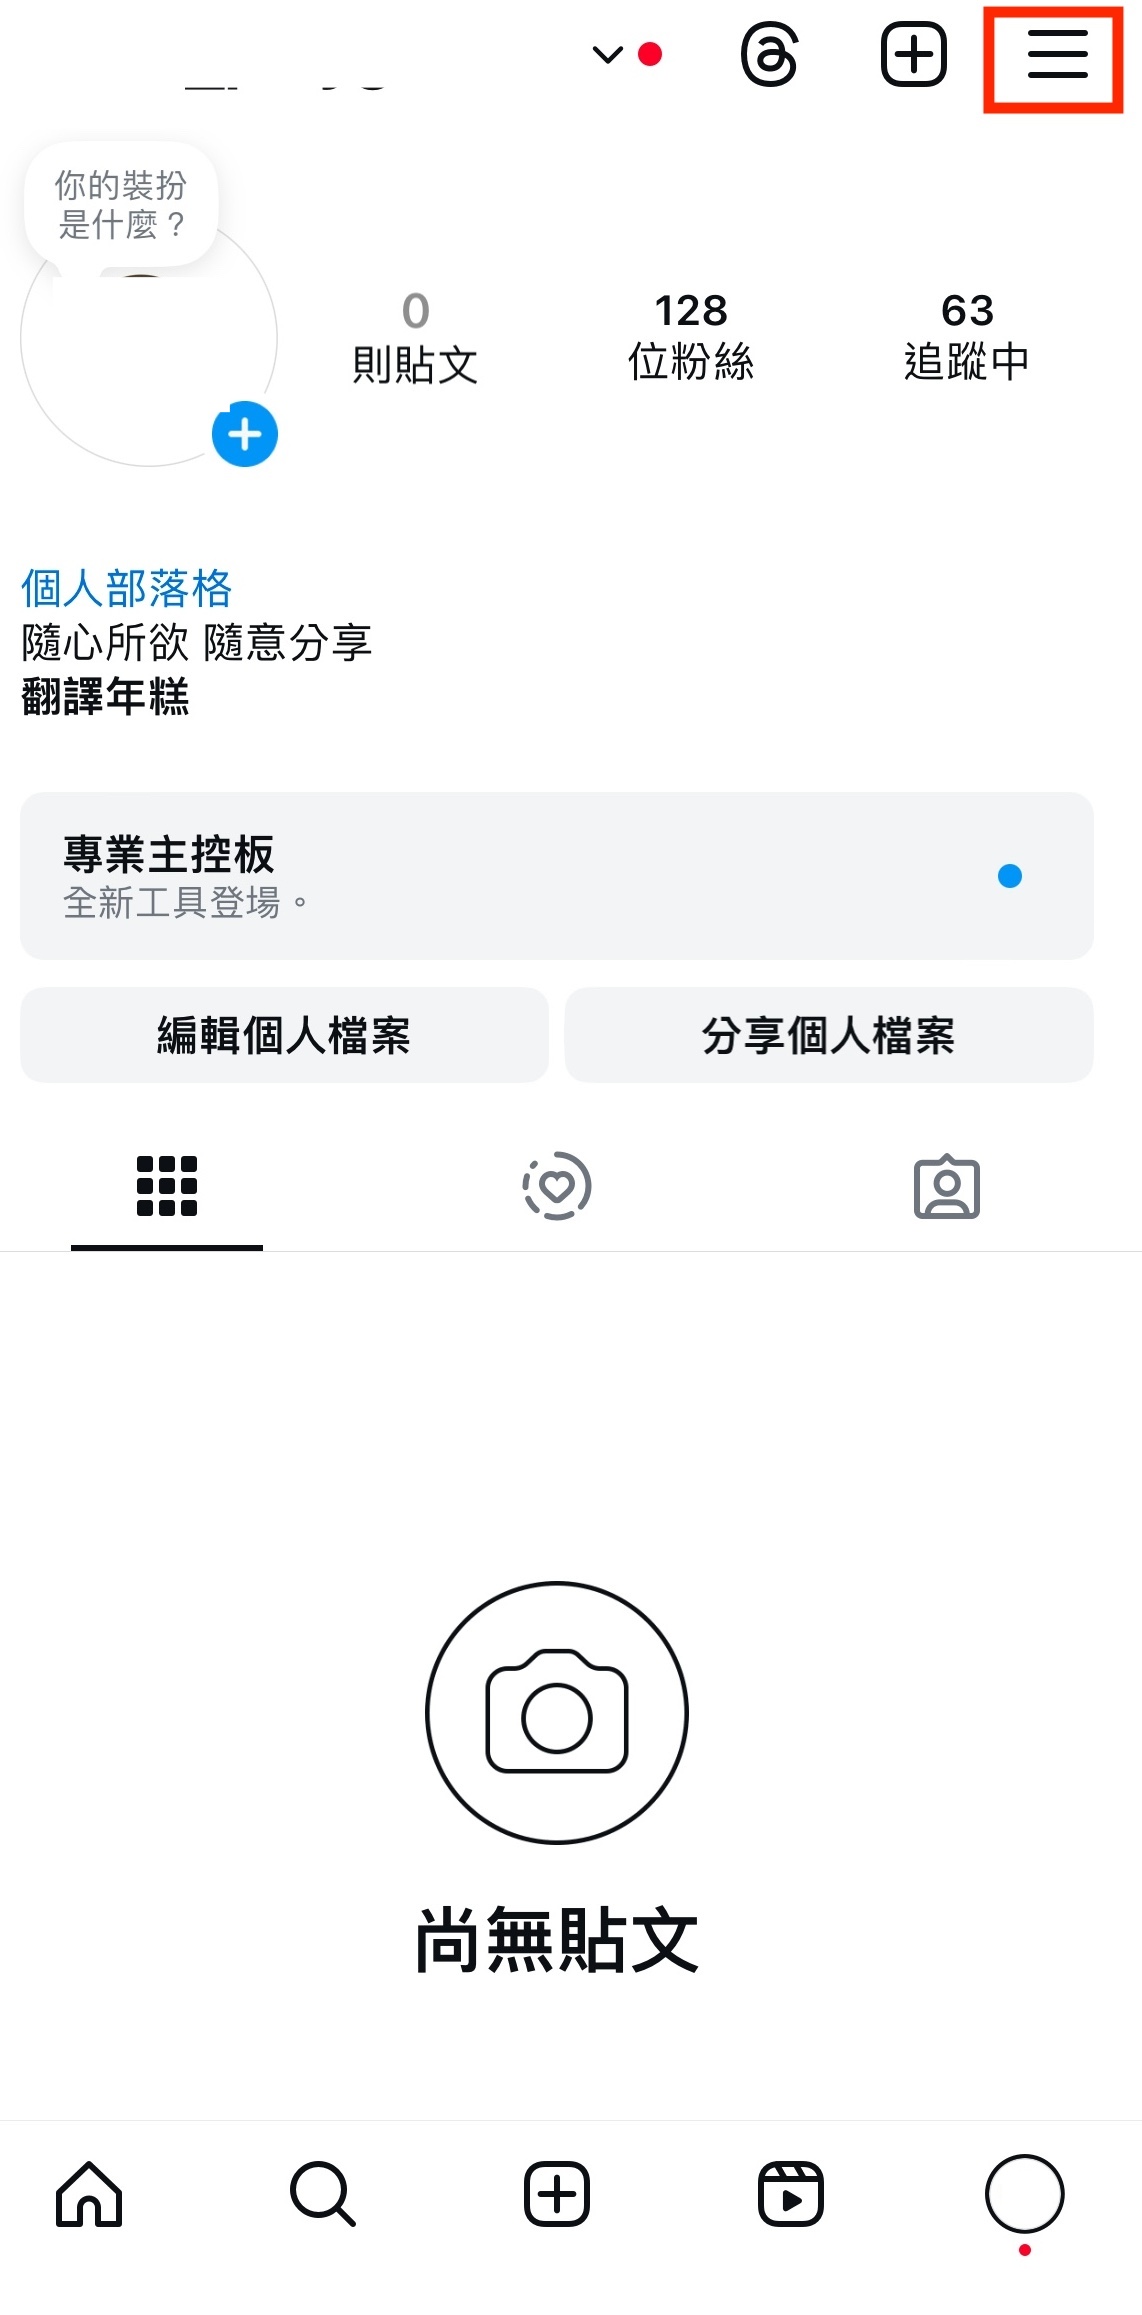 你的裝扮
是什麼？
0
則貼文
128
位粉絲
63
追蹤中
個人部落格
隨心所欲 隨意分享
翻譯年糕
專業主控板
全新工具登場。
編輯個人檔案
分享個人檔案
尚無貼文